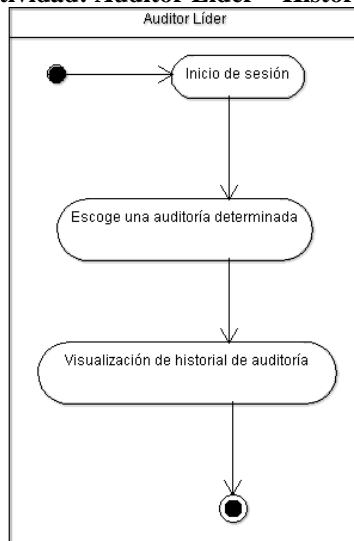 Auditor Líder
Inicio de sesión
Escoge una auditoría determinada
Visualización de historial de auditoría